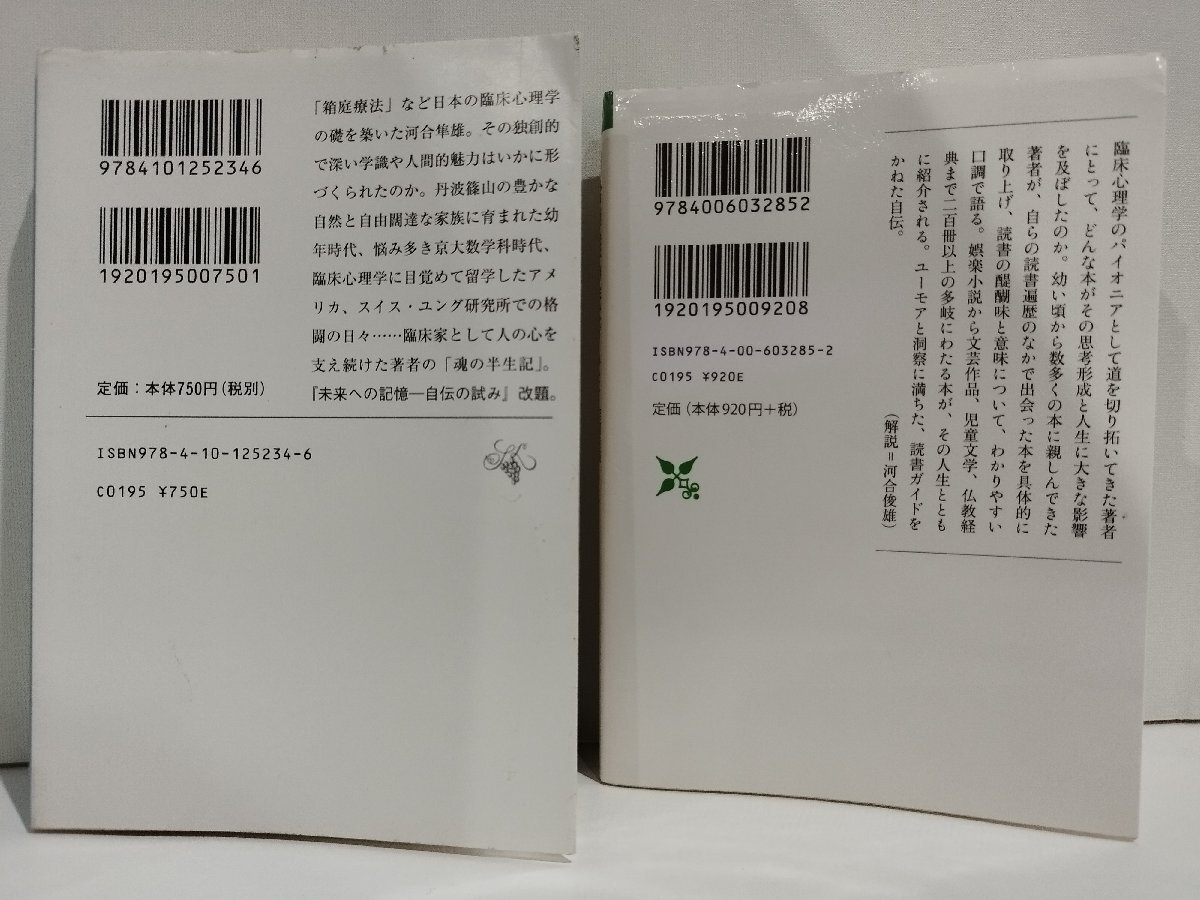 9784101252346
1920195007501
定価：本体750円（税別）
「箱庭療法」など日本の臨床心理学
の礎を築いた河合隼雄。その独創的
で深い学識や人間的魅力はいかに形
づくられたのか。丹波篠山の豊かな
自然と自由闊達な家族に育まれた幼
年時代、悩み多き京大数学科時代、
臨床心理学に目覚めて留学したアメ
リカ、スイス・ユング研究所での格
闘の日々……臨床家として人の心を
支え続けた著者の「魂の半生記」。
『未来への記憶―自伝の試み』改題。
ISBN978-4-10-125234-6
C0195 ¥750E
9784006032852
1920195009208
ISBN978-4-00-603285-2
C0195 ¥920E
定価（本体920円＋税）
臨床心理学のパイオニアとして道を切り拓いてきた著者
にとって、どんな本がその思考形成と人生に大きな影響
を及ぼしたのか。幼い頃から数多くの本に親しんできた
著者が、自らの読書遍歴のなかで出会った本を具体的に
取り上げ、読書の醍醐味と意味について、わかりやすい
口調で語る。娯楽小説から文芸作品、児童文学、仏教経
典まで二百冊以上の多岐にわたる本が、その人生ととも
に紹介される。ユーモアと洞察に満ちた、読書ガイドを
かねた自伝。
（解説＝河合俊雄）